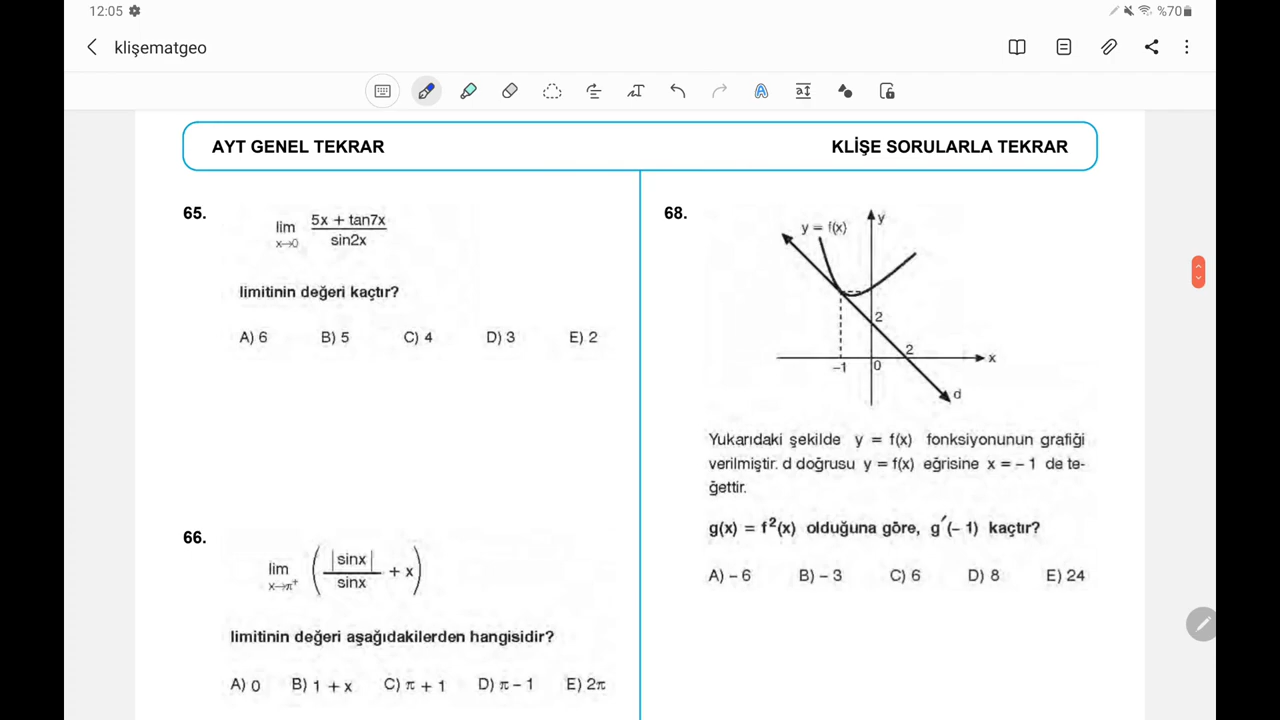 12:05
%70
klişematgeo
AYT GENEL TEKRAR
KLİŞE SORULARLA TEKRAR
65.
lim x→0 (5x + tan7x) / sin2x
limitinin değeri kaçtır?
A) 6 B) 5 C) 4 D) 3 E) 2
66.
lim x→π⁺ ( |sinx| / sinx + x )
limitinin değeri aşağıdakilerden hangisidir?
A) 0 B) 1 + x C) π + 1 D) π − 1 E) 2π
68.
y = f(x)
y
2
2
−1
0
x
d
Yukarıdaki şekilde y = f(x) fonksiyonunun grafiği
verilmiştir. d doğrusu y = f(x) eğrisine x = − 1 de te-
ğettir.
g(x) = f²(x) olduğuna göre, g′(− 1) kaçtır?
A) − 6 B) − 3 C) 6 D) 8 E) 24